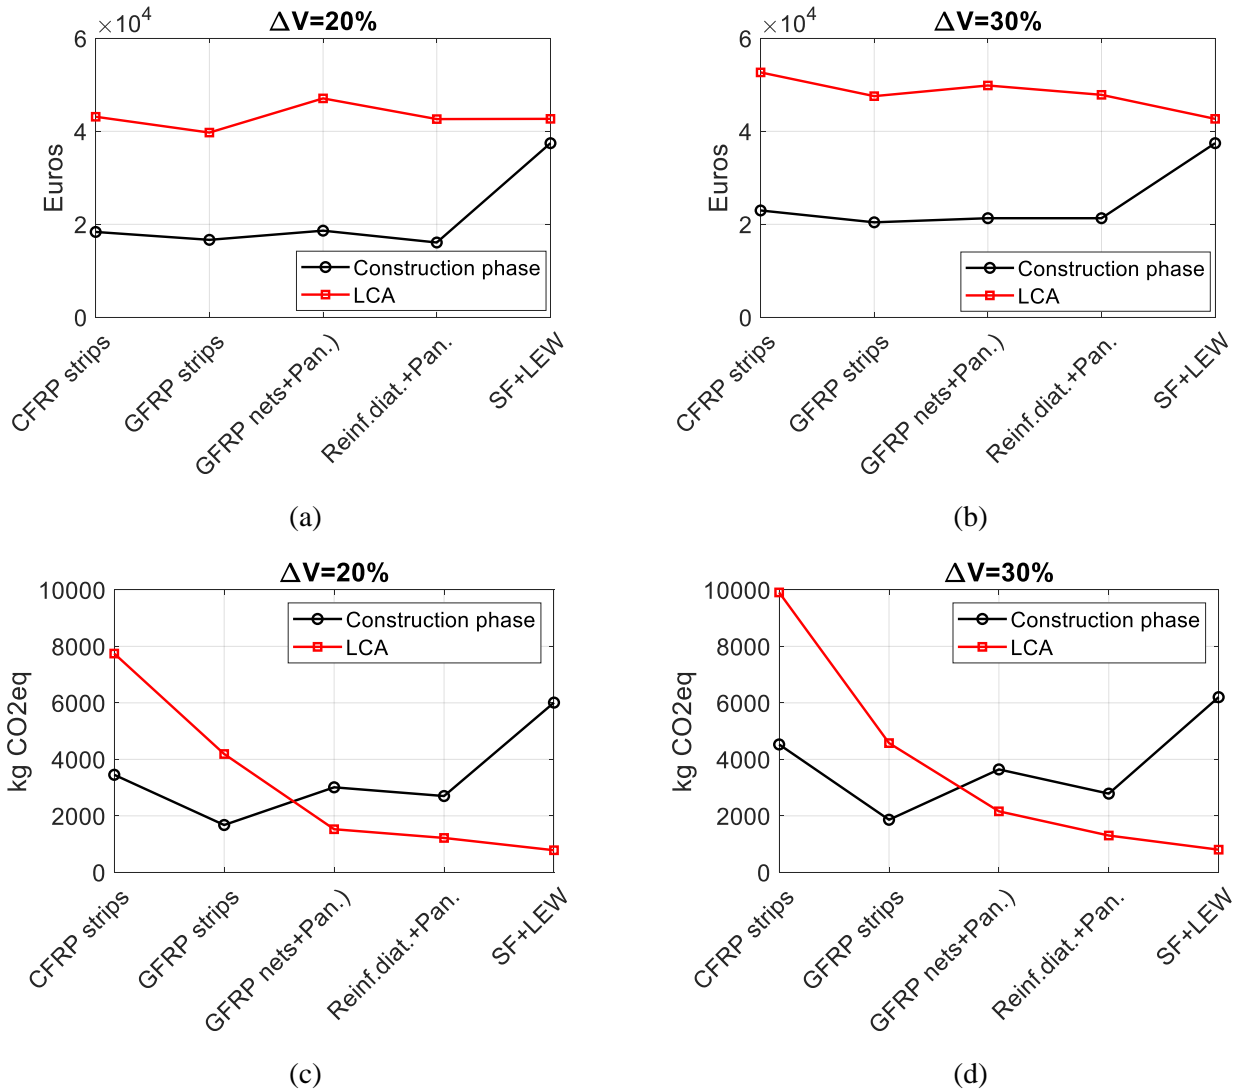 ×10⁴
ΔV=20%
6
4
2
0
Euros
Construction phase
LCA
CFRP strips
GFRP strips
GFRP nets+Pan.)
Reinf.diat.+Pan.
SF+LEW
(a)
×10⁴
ΔV=30%
6
4
2
0
Euros
Construction phase
LCA
CFRP strips
GFRP strips
GFRP nets+Pan.)
Reinf.diat.+Pan.
SF+LEW
(b)
ΔV=20%
10000
8000
6000
4000
2000
0
kg CO2eq
Construction phase
LCA
CFRP strips
GFRP strips
GFRP nets+Pan.)
Reinf.diat.+Pan.
SF+LEW
(c)
ΔV=30%
10000
8000
6000
4000
2000
0
kg CO2eq
Construction phase
LCA
CFRP strips
GFRP strips
GFRP nets+Pan.)
Reinf.diat.+Pan.
SF+LEW
(d)